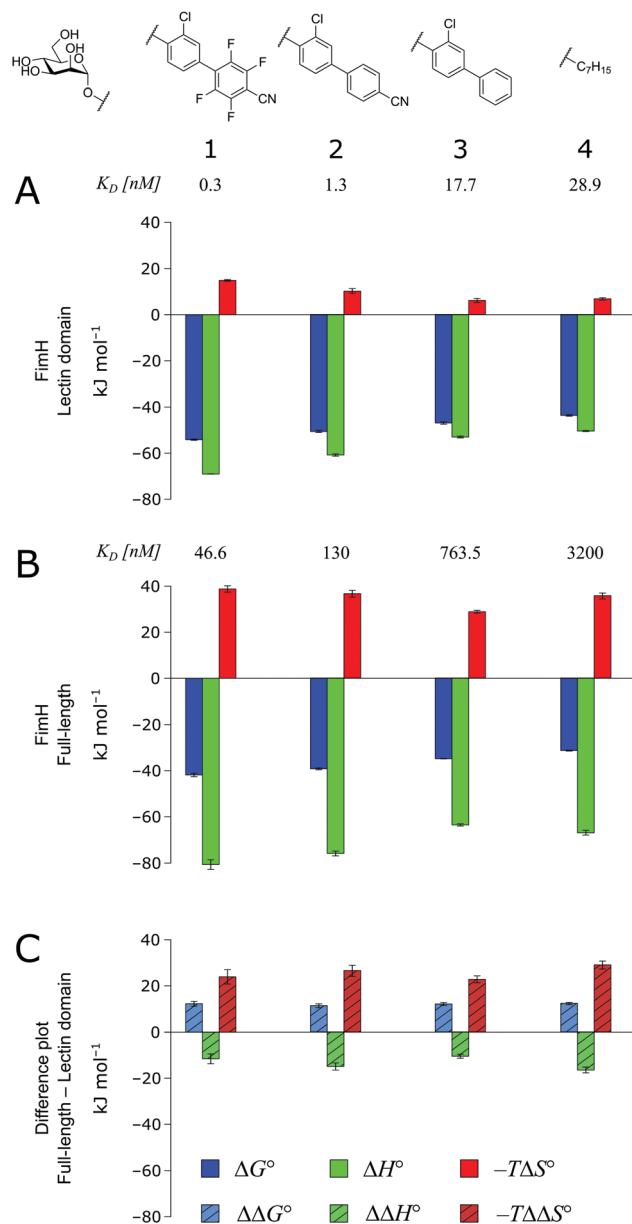 HO OH HO O HO O
Cl F F F F CN
Cl CN
Cl
C7H15
1 2 3 4
A
K_D [nM] 0.3 1.3 17.7 28.9
FimH
Lectin domain
kJ mol⁻¹
40
20
0
−20
−40
−60
−80
B
K_D [nM] 46.6 130 763.5 3200
FimH
Full-length
kJ mol⁻¹
40
20
0
−20
−40
−60
−80
C
Difference plot
Full-length – Lectin domain
kJ mol⁻¹
40
20
0
−20
−40
−60
−80
ΔG° ΔH° –TΔS°
ΔΔG° ΔΔH° –TΔΔS°